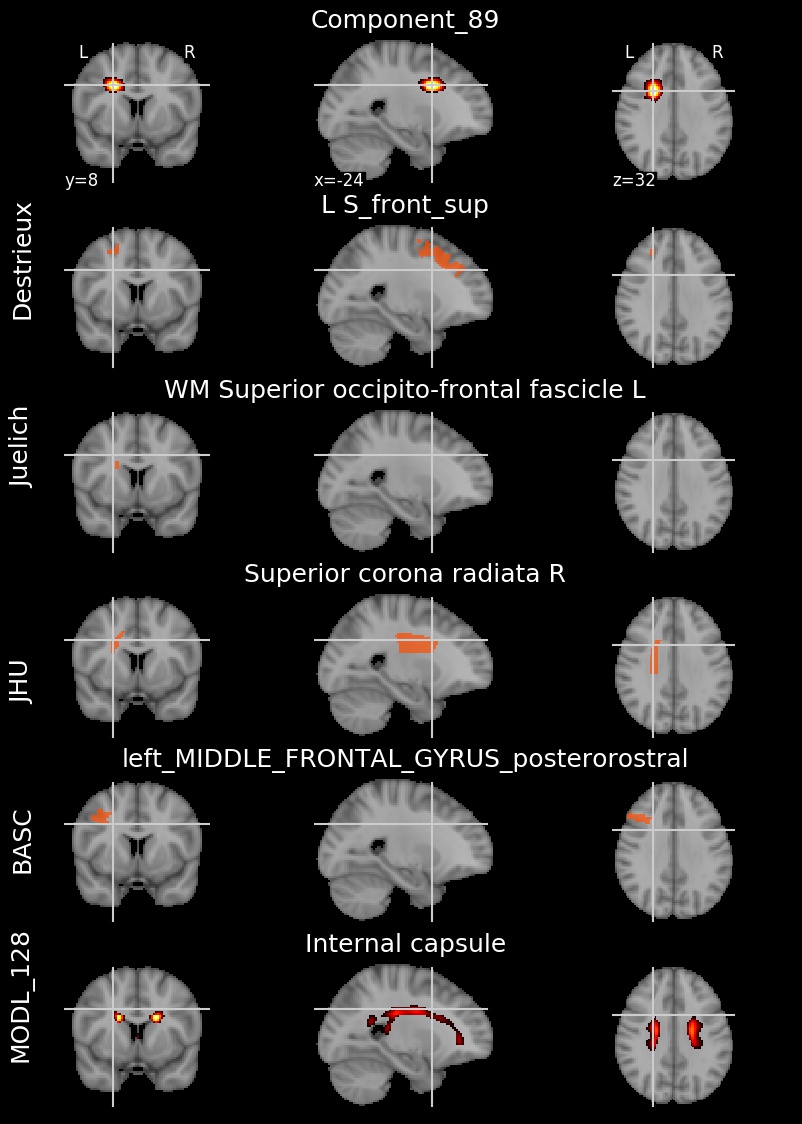 Component_89
L R
L R
y=8
x=-24
z=32
L S_front_sup
Destrieux
WM Superior occipito-frontal fascicle L
Juelich
Superior corona radiata R
JHU
left_MIDDLE_FRONTAL_GYRUS_posterorostral
BASC
Internal capsule
MODL_128